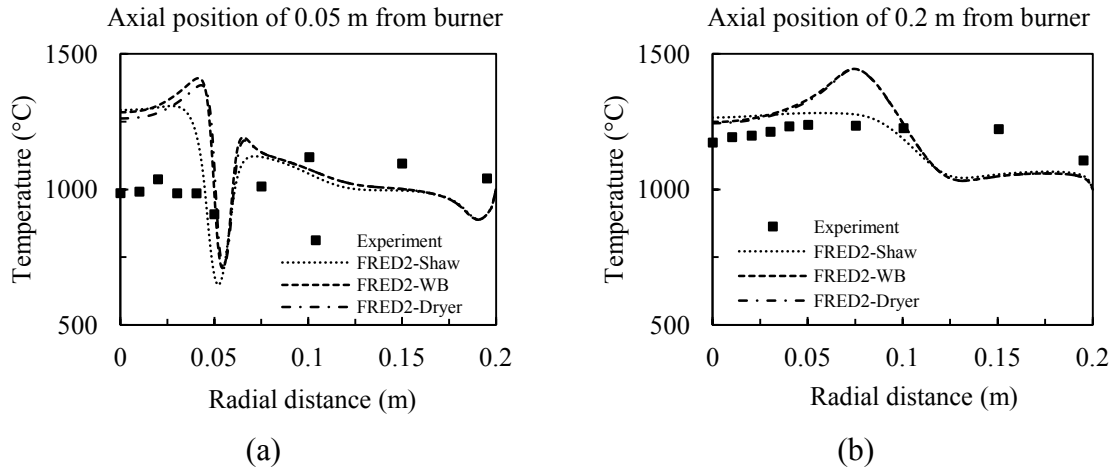 Axial position of 0.05 m from burner
1500
1000
500
Temperature (°C)
Experiment
FRED2-Shaw
FRED2-WB
FRED2-Dryer
0
0.05
0.1
0.15
0.2
Radial distance (m)
(a)
Axial position of 0.2 m from burner
1500
1000
500
Temperature (°C)
Experiment
FRED2-Shaw
FRED2-WB
FRED2-Dryer
0
0.05
0.1
0.15
0.2
Radial distance (m)
(b)